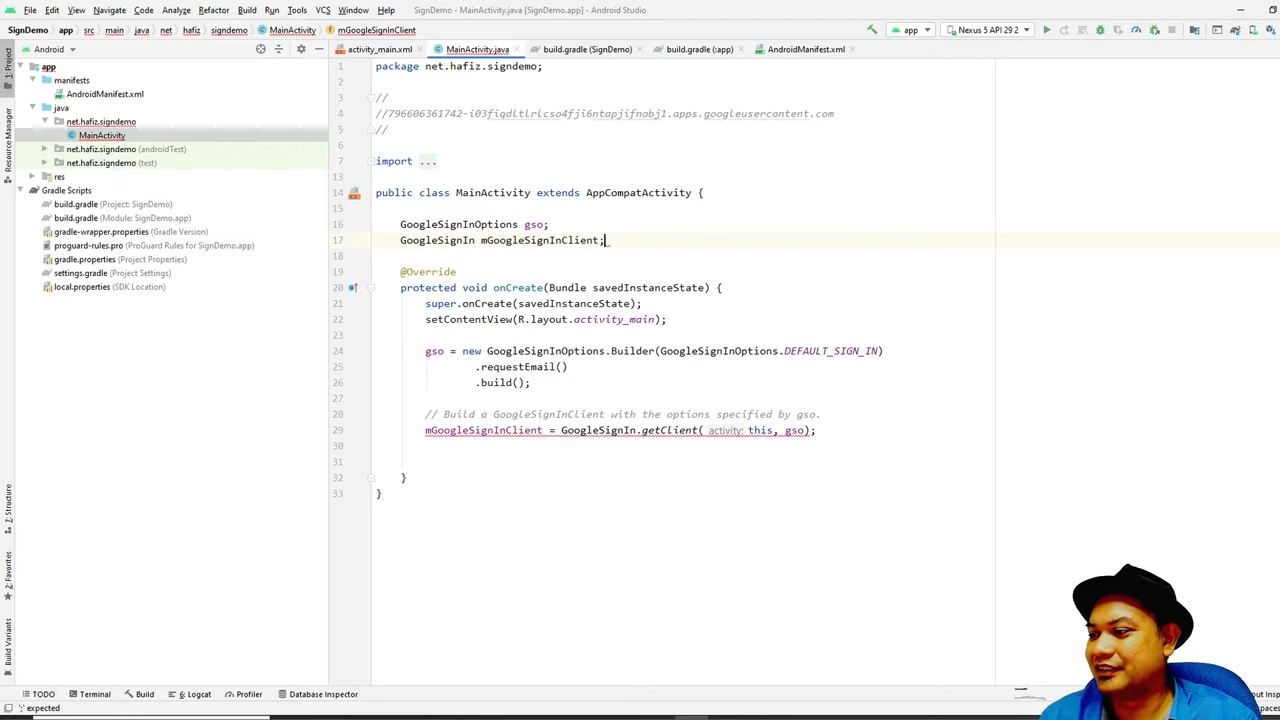 File Edit View Navigate Code Analyze Refactor Build Run Tools VCS Window Help SignDemo - MainActivity.java [SignDemo.app] - Android Studio
SignDemo app src main java net hafiz signdemo MainActivity mGoogleSignInClient app Nexus 5 API 29 2
Android
activity_main.xml MainActivity.java build.gradle (SignDemo) build.gradle (:app) AndroidManifest.xml
1: Project
Resource Manager
Z: Structure
2: Favorites
Build Variants
app
manifests
AndroidManifest.xml
java
net.hafiz.signdemo
MainActivity
net.hafiz.signdemo (androidTest)
net.hafiz.signdemo (test)
res
Gradle Scripts
build.gradle (Project: SignDemo)
build.gradle (Module: SignDemo.app)
gradle-wrapper.properties (Gradle Version)
proguard-rules.pro (ProGuard Rules for SignDemo.app)
gradle.properties (Project Properties)
settings.gradle (Project Settings)
local.properties (SDK Location)
1 package net.hafiz.signdemo;
2
3 //
4 //796606361742-i03fiqdltlrlcso4fji6ntapjifnobj1.apps.googleusercontent.com
5 //
6
7 import ...
13
14 public class MainActivity extends AppCompatActivity {
15
16 GoogleSignInOptions gso;
17 GoogleSignIn mGoogleSignInClient;
18
19 @Override
20 protected void onCreate(Bundle savedInstanceState) {
21 super.onCreate(savedInstanceState);
22 setContentView(R.layout.activity_main);
23
24 gso = new GoogleSignInOptions.Builder(GoogleSignInOptions.DEFAULT_SIGN_IN)
25 .requestEmail()
26 .build();
27
28 // Build a GoogleSignInClient with the options specified by gso.
29 mGoogleSignInClient = GoogleSignIn.getClient( activity: this, gso);
30
31
32 }
33 }
TODO Terminal Build 6: Logcat Profiler Database Inspector
';' expected